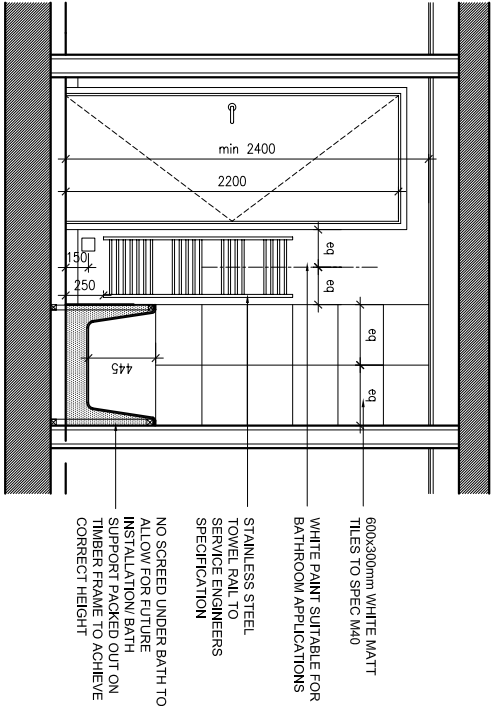 600x300mm WHITE MATT
TILES TO SPEC M40
WHITE PAINT SUITABLE FOR
BATHROOM APPLICATIONS
STAINLESS STEEL
TOWEL RAIL TO
SERVICE ENGINEERS
SPECIFICATION
NO SCREED UNDER BATH TO
ALLOW FOR FUTURE
INSTALLATION/ BATH
SUPPORT PACKED OUT ON
TIMBER FRAME TO ACHIEVE
CORRECT HEIGHT
min 2400
2200
eq
eq
eq
eq
150
250
445